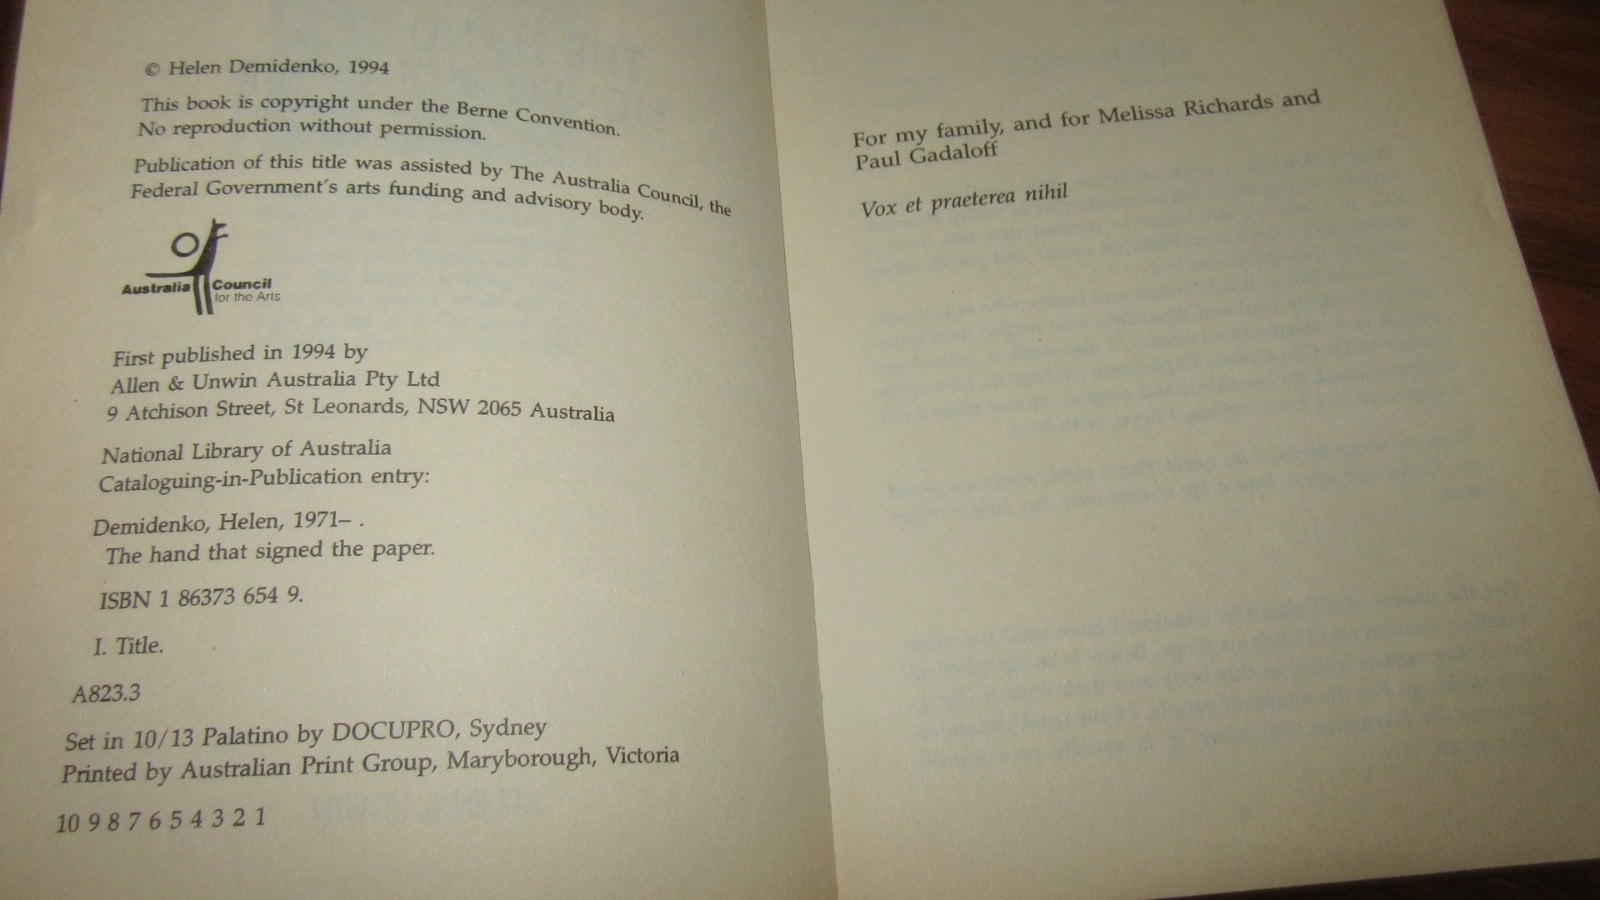 © Helen Demidenko, 1994
This book is copyright under the Berne Convention.
No reproduction without permission.
Publication of this title was assisted by The Australia Council, the
Federal Government's arts funding and advisory body.
Australia Council
for the Arts
First published in 1994 by
Allen & Unwin Australia Pty Ltd
9 Atchison Street, St Leonards, NSW 2065 Australia
National Library of Australia
Cataloguing-in-Publication entry:
Demidenko, Helen, 1971– .
The hand that signed the paper.
ISBN 1 86373 654 9.
I. Title.
A823.3
Set in 10/13 Palatino by DOCUPRO, Sydney
Printed by Australian Print Group, Maryborough, Victoria
10 9 8 7 6 5 4 3 2 1
For my family, and for Melissa Richards and
Paul Gadaloff
Vox et praeterea nihil